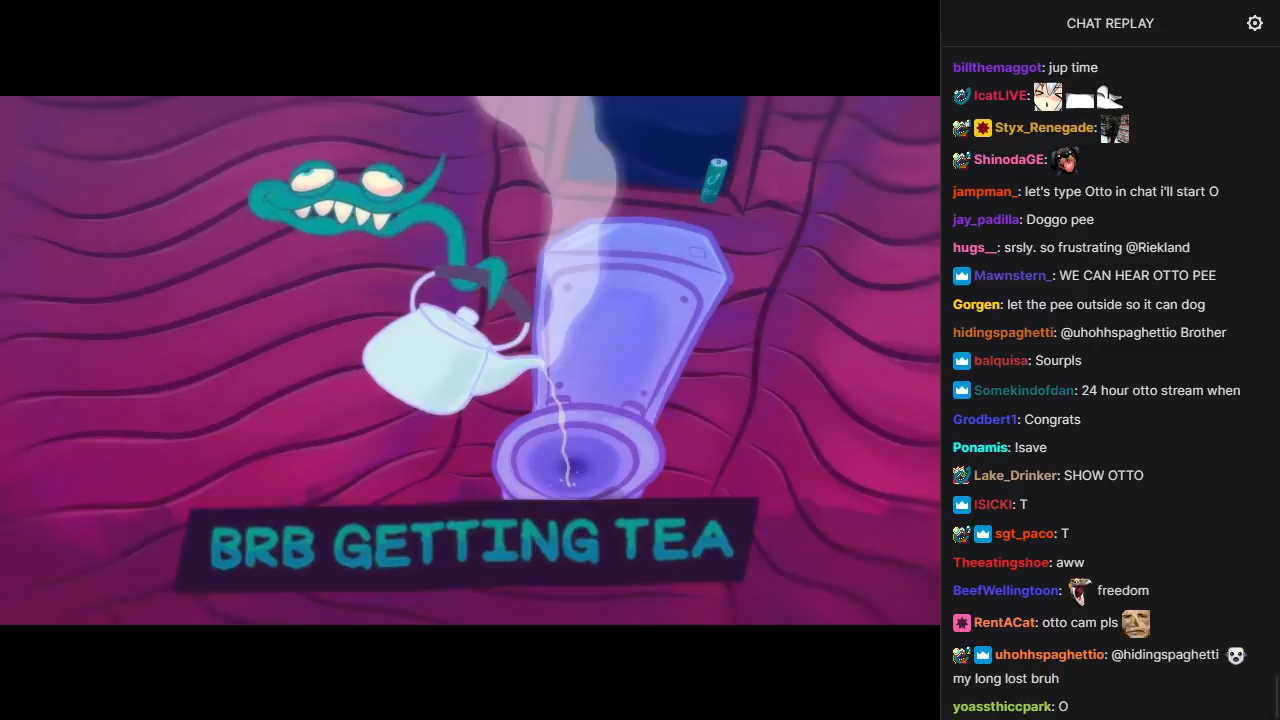 CHAT REPLAY
billthemaggot: jup time
IcatLIVE:
Styx_Renegade:
ShinodaGE:
jampman_: let's type Otto in chat i'll start O
jay_padilla: Doggo pee
hugs__: srsly. so frustrating @Riekland
Mawnstern_: WE CAN HEAR OTTO PEE
Gorgen: let the pee outside so it can dog
hidingspaghetti: @uhohhspaghettio Brother
balquisa: Sourpls
Somekindofdan: 24 hour otto stream when
Grodbert1: Congrats
Ponamis: !save
Lake_Drinker: SHOW OTTO
ISICKI: T
sgt_paco: T
Theeatingshoe: aww
BeefWellingtoon: freedom
RentACat: otto cam pls
uhohhspaghettio: @hidingspaghetti
my long lost bruh
yoassthiccpark: O
BRB GETTING TEA